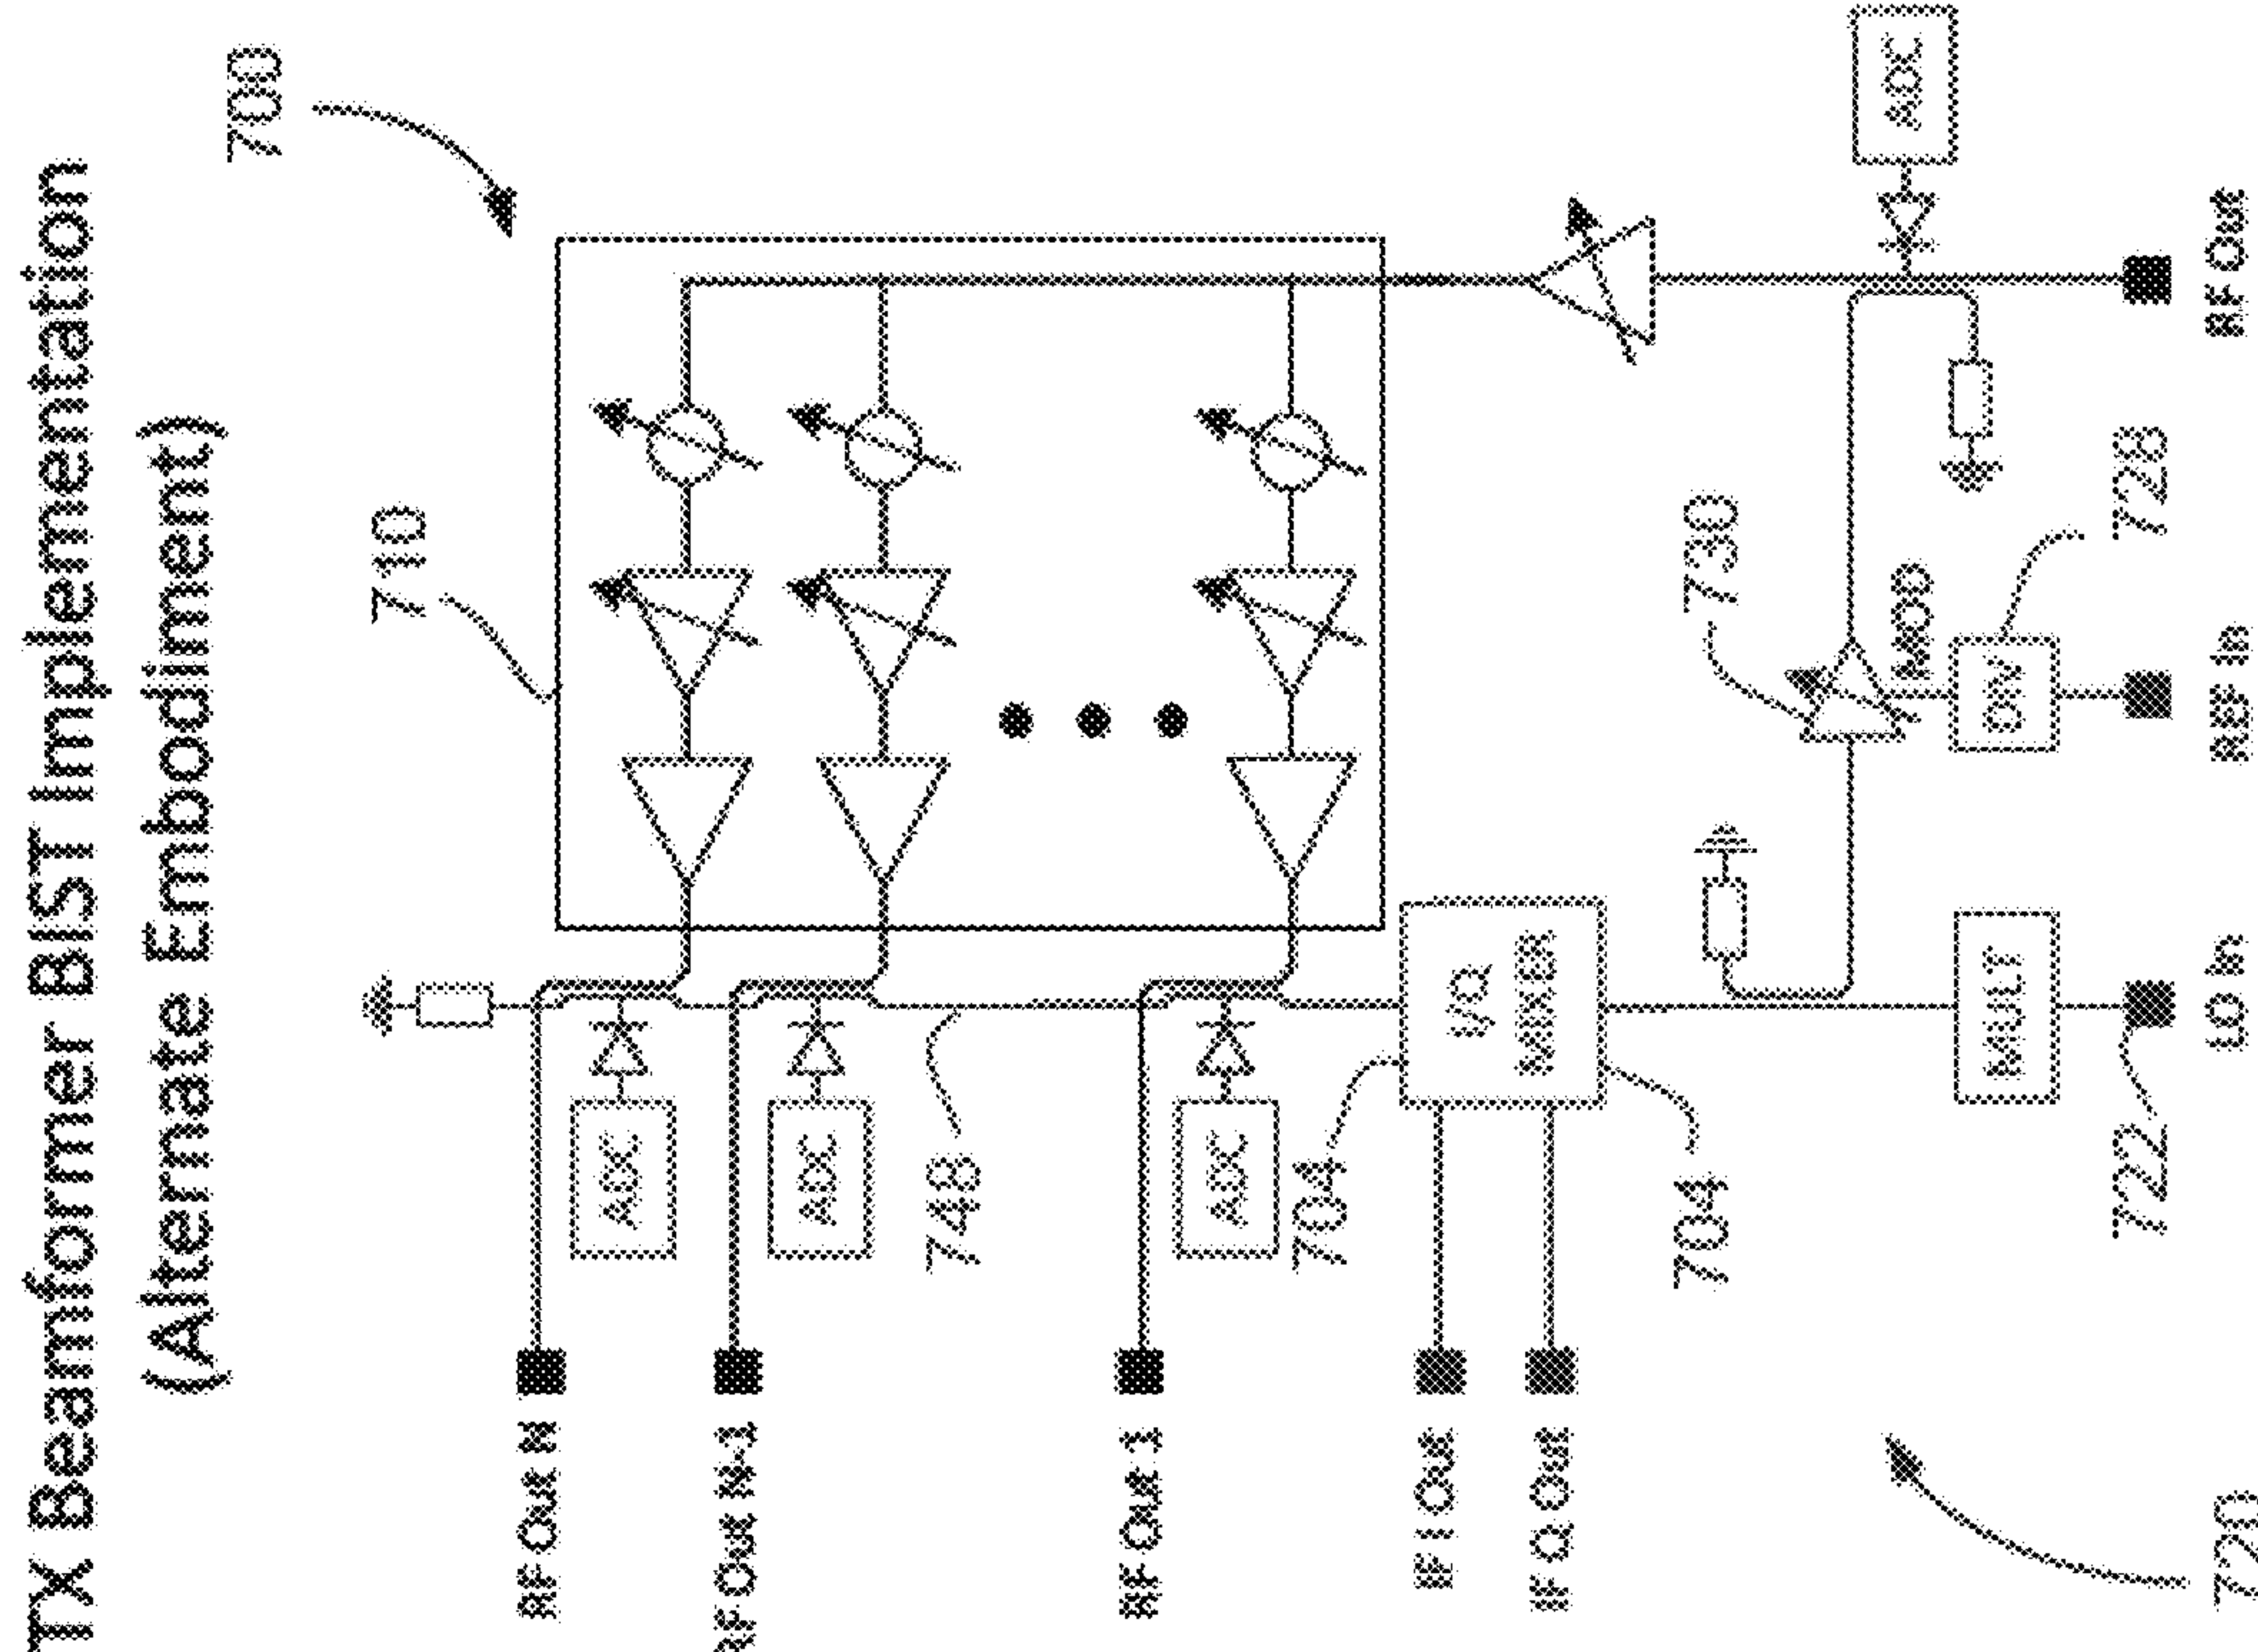 TX Beamformer BIST Implementation
(Alternate Embodiment)
700
710
RF Out N
ADC
RF Out N-1
ADC
748
RF Out 1
ADC
704
I/Q
MIXER
IF I Out
IF Q Out
704
730
MOD
ADC
MULT
DIV
728
722
LO In
REF In
RF Out
720